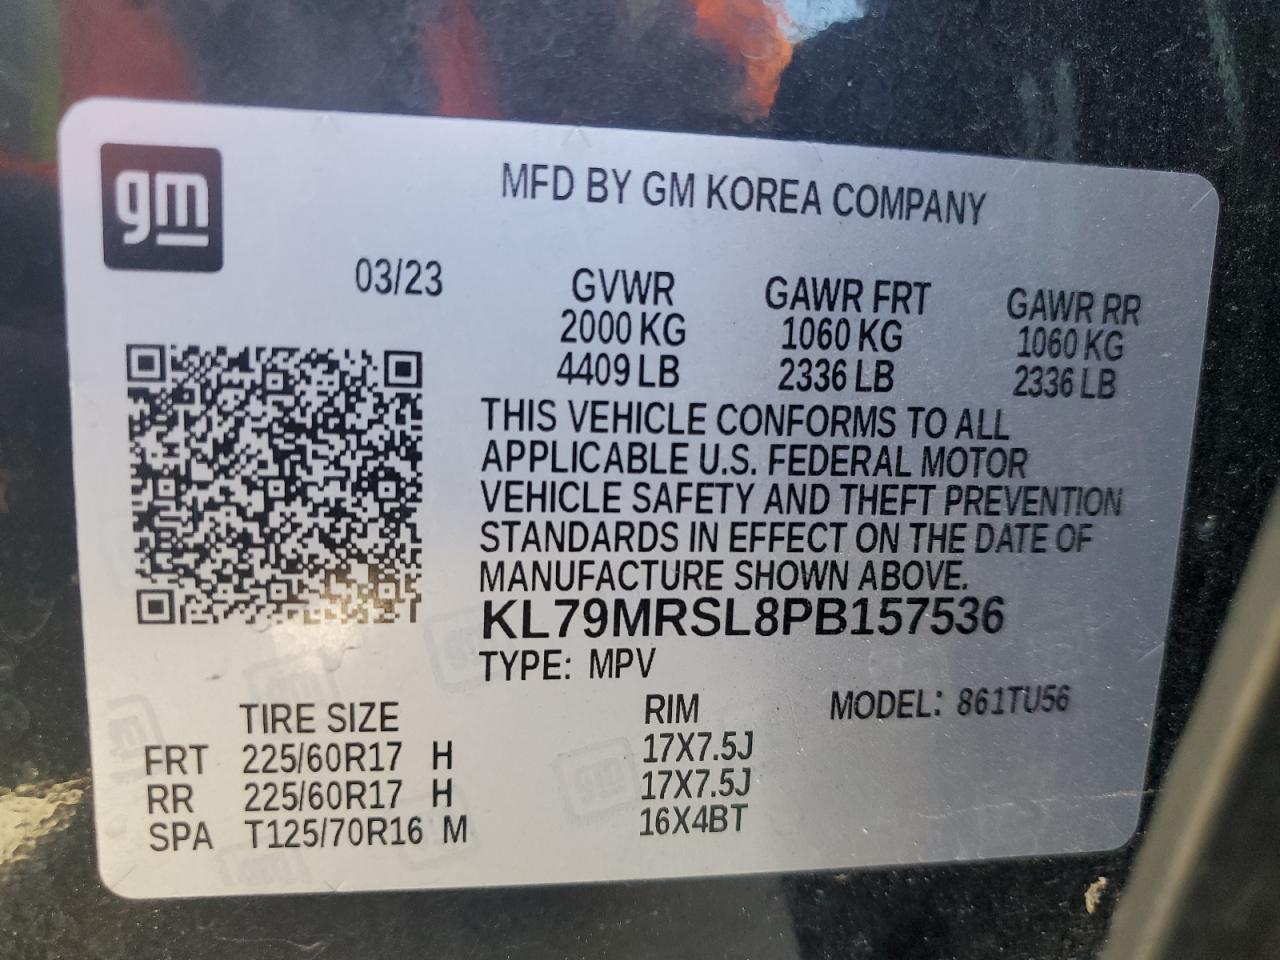 gm
MFD BY GM KOREA COMPANY
03/23
GVWR GAWR FRT GAWR RR
2000 KG 1060 KG 1060 KG
4409 LB 2336 LB 2336 LB
THIS VEHICLE CONFORMS TO ALL
APPLICABLE U.S. FEDERAL MOTOR
VEHICLE SAFETY AND THEFT PREVENTION
STANDARDS IN EFFECT ON THE DATE OF
MANUFACTURE SHOWN ABOVE.
KL79MRSL8PB157536
TYPE: MPV
MODEL: 861TU56
TIRE SIZE RIM
FRT 225/60R17 H 17X7.5J
RR 225/60R17 H 17X7.5J
SPA T125/70R16 M 16X4BT